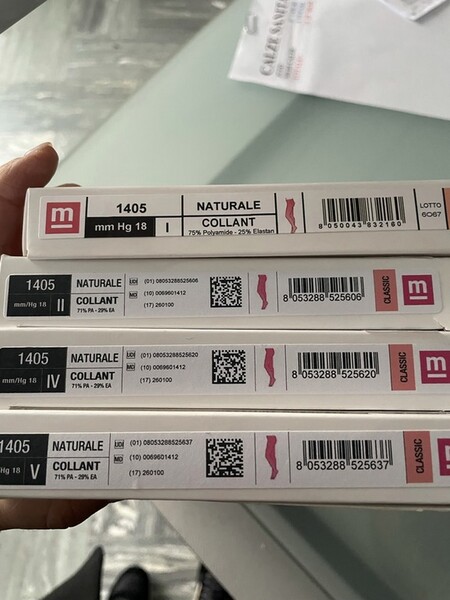 CALZE SANI
m
1405
mm Hg 18
I
NATURALE
COLLANT
75% Polyamide - 25% Elastan
8 050043 832160
LOTTO
6067
1405
mm/Hg 18
II
NATURALE
COLLANT
71% PA - 29% EA
UDI
(01) 08053288525606
MD
(10) 0069601412
(17) 260100
8 053288 525606
CLASSIC
m
1405
mm/Hg 18
IV
NATURALE
COLLANT
71% PA - 29% EA
UDI
(01) 08053288525620
MD
(10) 0069601412
(17) 260100
8 053288 525620
CLASSIC
m
1405
Hg 18
V
NATURALE
COLLANT
71% PA - 29% EA
UDI
(01) 08053288525637
MD
(10) 0069601412
(17) 260100
8 053288 525637
CLASSIC